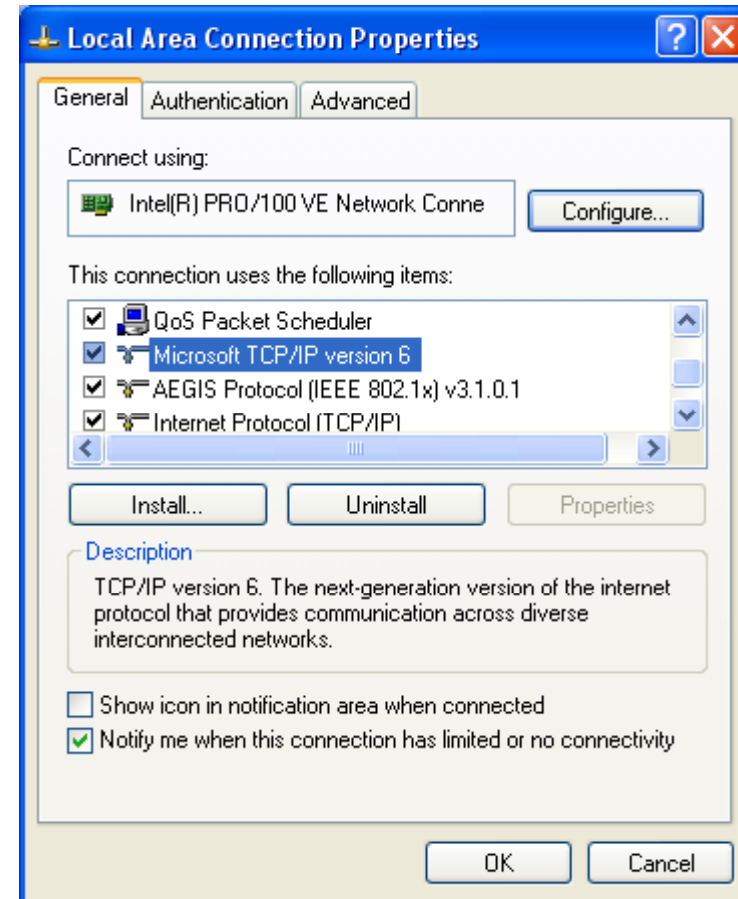 Local Area Connection Properties
General Authentication Advanced
Connect using:
Intel(R) PRO/100 VE Network Conne
Configure...
This connection uses the following items:
QoS Packet Scheduler
Microsoft TCP/IP version 6
AEGIS Protocol (IEEE 802.1x) v3.1.0.1
Internet Protocol (TCP/IP)
Install... Uninstall Properties
Description
TCP/IP version 6. The next-generation version of the internet
protocol that provides communication across diverse
interconnected networks.
Show icon in notification area when connected
Notify me when this connection has limited or no connectivity
OK Cancel